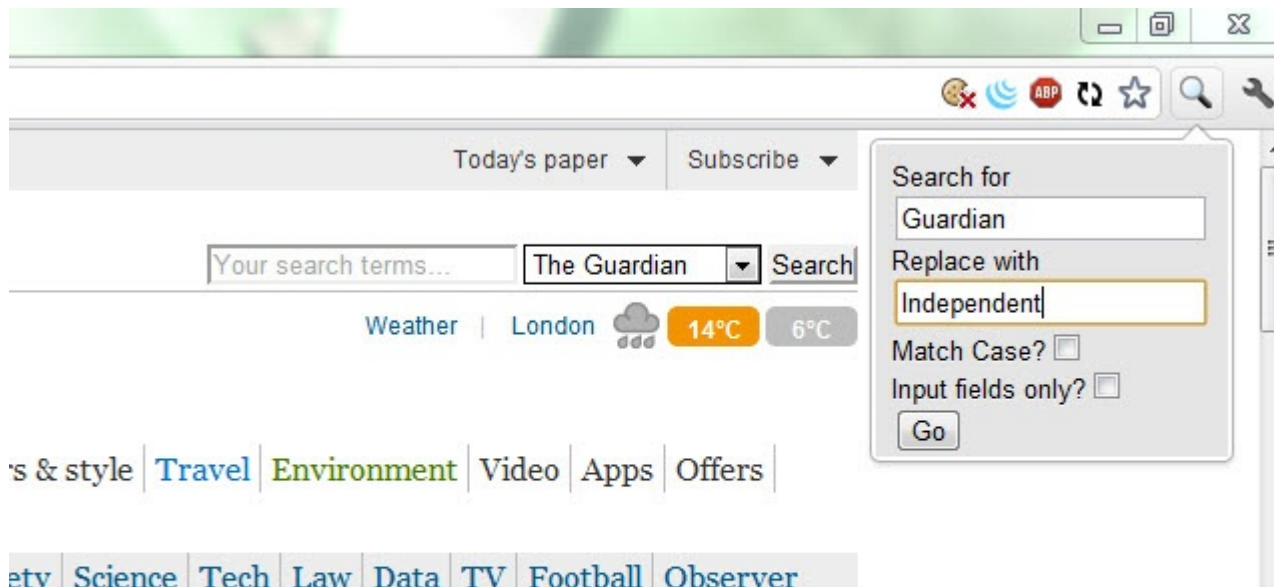 ABP
Today's paper
Subscribe
Search for
Guardian
Your search terms...
The Guardian
Search
Replace with
Independent
Weather | London 14°C 6°C
Match Case?
Input fields only?
Go
& style Travel Environment Video Apps Offers
Science Tech Law Data TV Football Observer